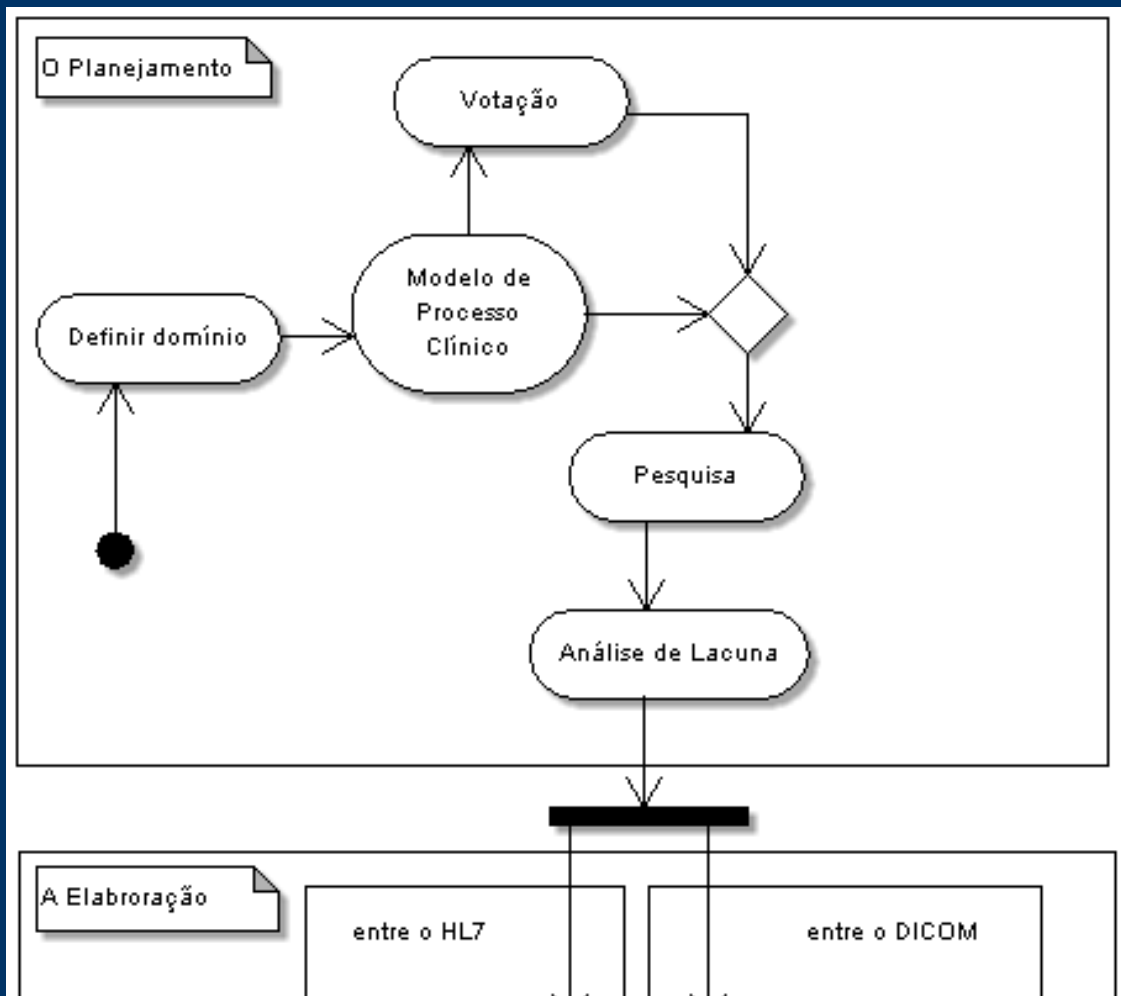 O Planejamento
Votação
Modelo de
Processo
Clínico
Definir domínio
Pesquisa
Análise de Lacuna
A Elabroração
entre o HL7
entre o DICOM